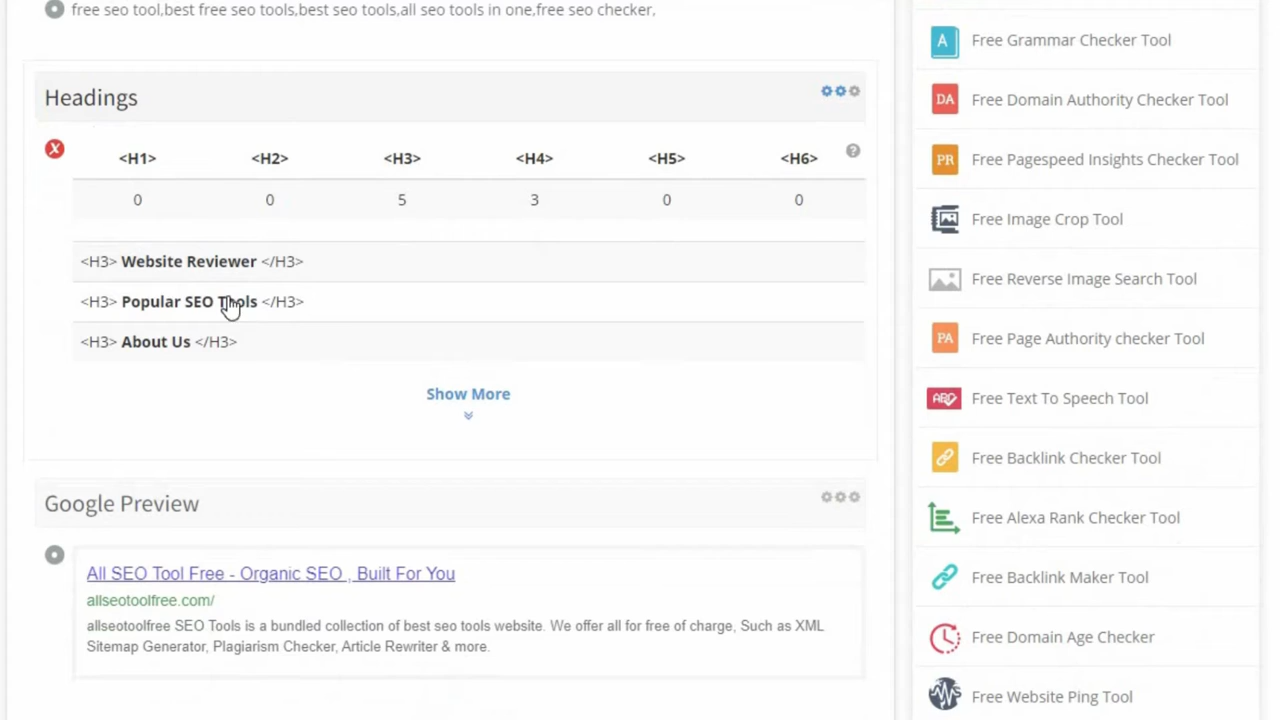 free seo tool,best free seo tools,best seo tools,all seo tools in one,free seo checker,
Headings
X
<H1> <H2> <H3> <H4> <H5> <H6> ?
0 0 5 3 0 0
<H3> Website Reviewer </H3>
<H3> Popular SEO Tools </H3>
<H3> About Us </H3>
Show More
Google Preview
All SEO Tool Free - Organic SEO , Built For You
allseotoolfree.com/
allseotoolfree SEO Tools is a bundled collection of best seo tools website. We offer all for free of charge, Such as XML
Sitemap Generator, Plagiarism Checker, Article Rewriter & more.
A Free Grammar Checker Tool
DA Free Domain Authority Checker Tool
PR Free Pagespeed Insights Checker Tool
Free Image Crop Tool
Free Reverse Image Search Tool
PA Free Page Authority checker Tool
ABC Free Text To Speech Tool
Free Backlink Checker Tool
Free Alexa Rank Checker Tool
Free Backlink Maker Tool
Free Domain Age Checker
Free Website Ping Tool